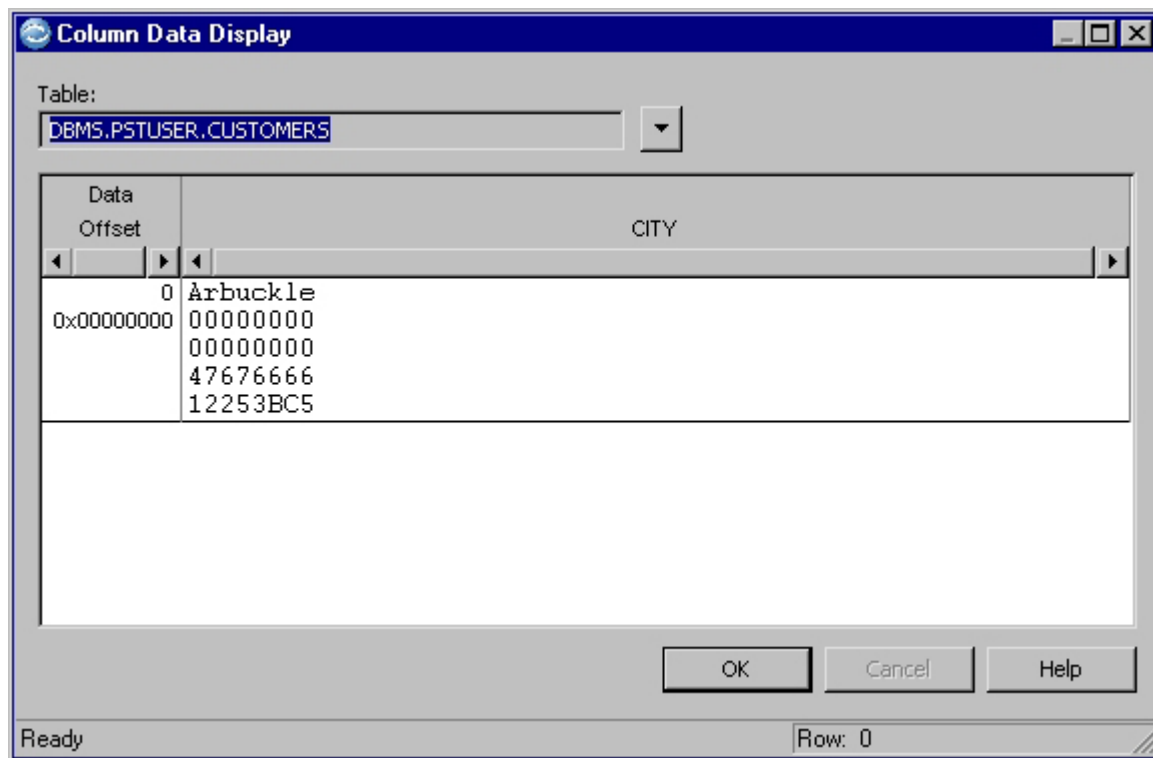 Column Data Display
Table:
DBMS.PSTUSER.CUSTOMERS
Data
Offset
CITY
0 Arbuckle
0x00000000 00000000
00000000
47676666
12253BC5
OK Cancel Help
Ready Row: 0